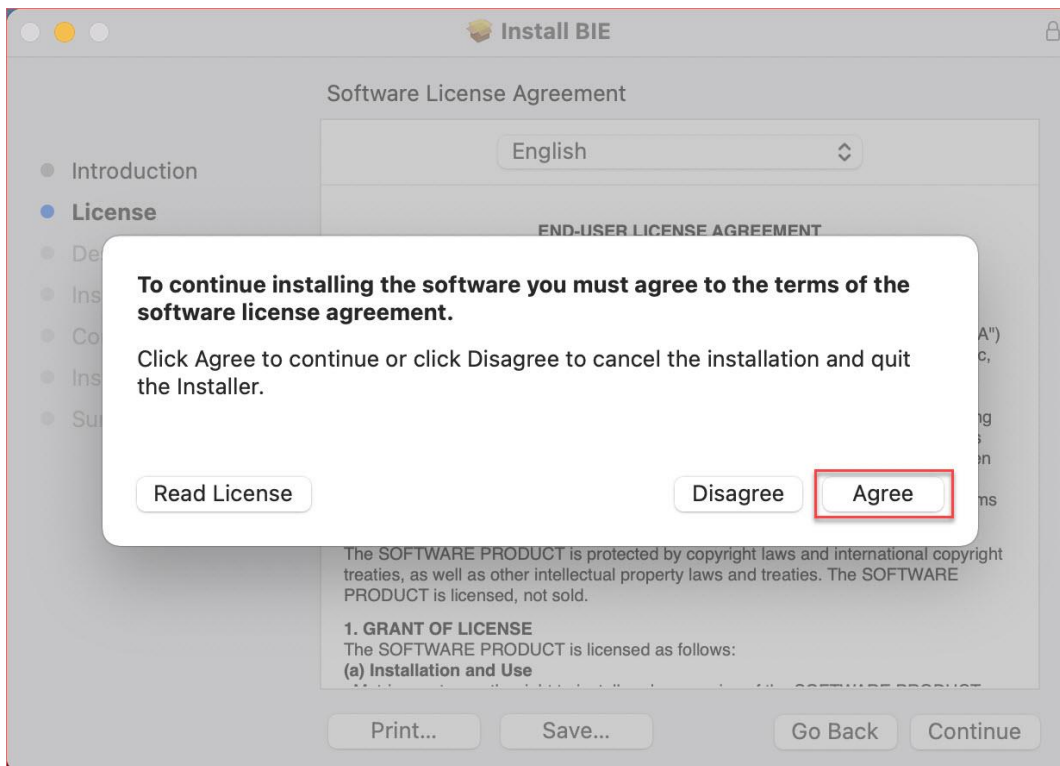 Install BIE
Software License Agreement
English
Introduction
License
END-USER LICENSE AGREEMENT
To continue installing the software you must agree to the terms of the
software license agreement.
Click Agree to continue or click Disagree to cancel the installation and quit
the Installer.
Read License
Disagree
Agree
The SOFTWARE PRODUCT is protected by copyright laws and international copyright
treaties, as well as other intellectual property laws and treaties. The SOFTWARE
PRODUCT is licensed, not sold.
1. GRANT OF LICENSE
The SOFTWARE PRODUCT is licensed as follows:
(a) Installation and Use
Print...
Save...
Go Back
Continue